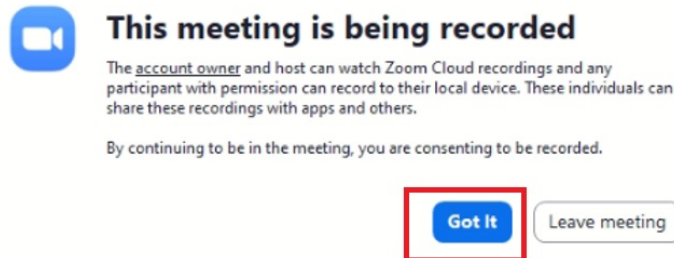 This meeting is being recorded
The account owner and host can watch Zoom Cloud recordings and any
participant with permission can record to their local device. These individuals can
share these recordings with apps and others.
By continuing to be in the meeting, you are consenting to be recorded.
Got It
Leave meeting